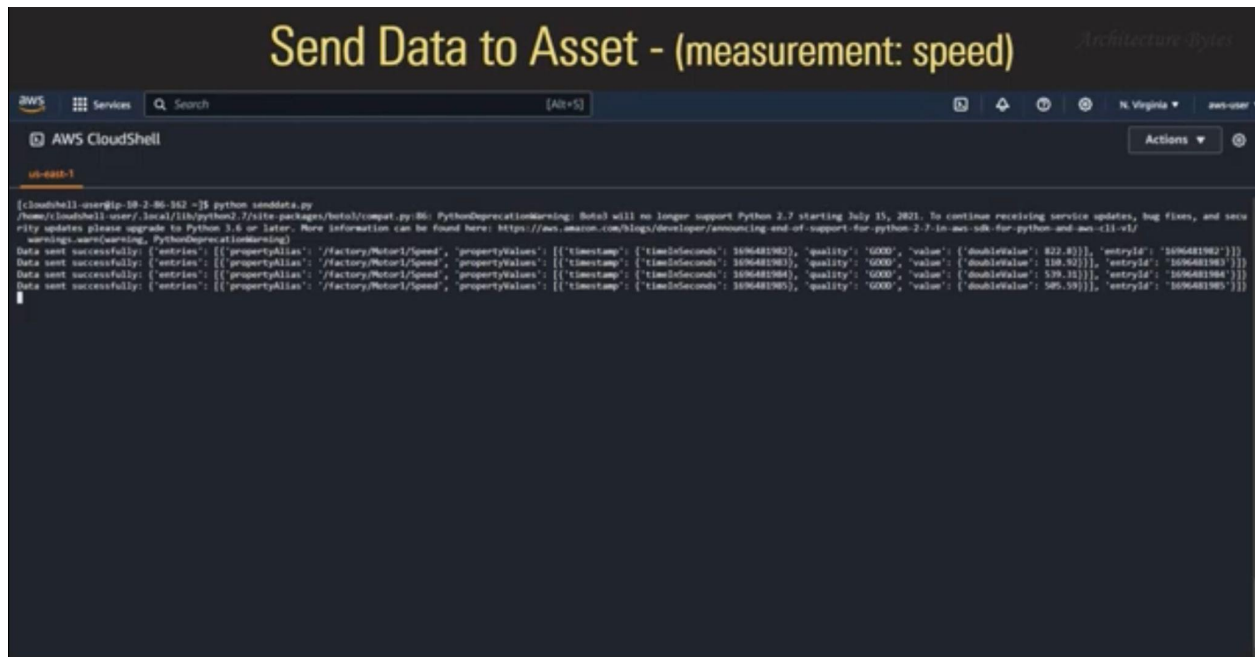 Send Data to Asset - (measurement: speed)
Architecture Bytes
aws Services Search [Alt+S] N. Virginia aws-user
AWS CloudShell Actions
us-east-1
[cloudshell-user@ip-10-2-86-162 ~]$ python senddata.py
/home/cloudshell-user/.local/lib/python2.7/site-packages/boto3/compat.py:86: PythonDeprecationWarning: Boto3 will no longer support Python 2.7 starting July 15, 2021. To continue receiving service updates, bug fixes, and secu
rity updates please upgrade to Python 3.6 or later. More information can be found here: https://aws.amazon.com/blogs/developer/announcing-end-of-support-for-python-2-7-in-aws-sdk-for-python-and-aws-cli-v1/
warnings.warn(warning, PythonDeprecationWarning)
Data sent successfully: {'entries': [{'propertyAlias': '/factory/Motor1/Speed', 'propertyValues': [{'timestamp': {'timeInSeconds': 1696481982}, 'quality': 'GOOD', 'value': {'doubleValue': 822.8}}], 'entryId': '1696481982'}]}
Data sent successfully: {'entries': [{'propertyAlias': '/factory/Motor1/Speed', 'propertyValues': [{'timestamp': {'timeInSeconds': 1696481983}, 'quality': 'GOOD', 'value': {'doubleValue': 110.92}}], 'entryId': '1696481983'}]}
Data sent successfully: {'entries': [{'propertyAlias': '/factory/Motor1/Speed', 'propertyValues': [{'timestamp': {'timeInSeconds': 1696481984}, 'quality': 'GOOD', 'value': {'doubleValue': 539.31}}], 'entryId': '1696481984'}]}
Data sent successfully: {'entries': [{'propertyAlias': '/factory/Motor1/Speed', 'propertyValues': [{'timestamp': {'timeInSeconds': 1696481985}, 'quality': 'GOOD', 'value': {'doubleValue': 505.59}}], 'entryId': '1696481985'}]}